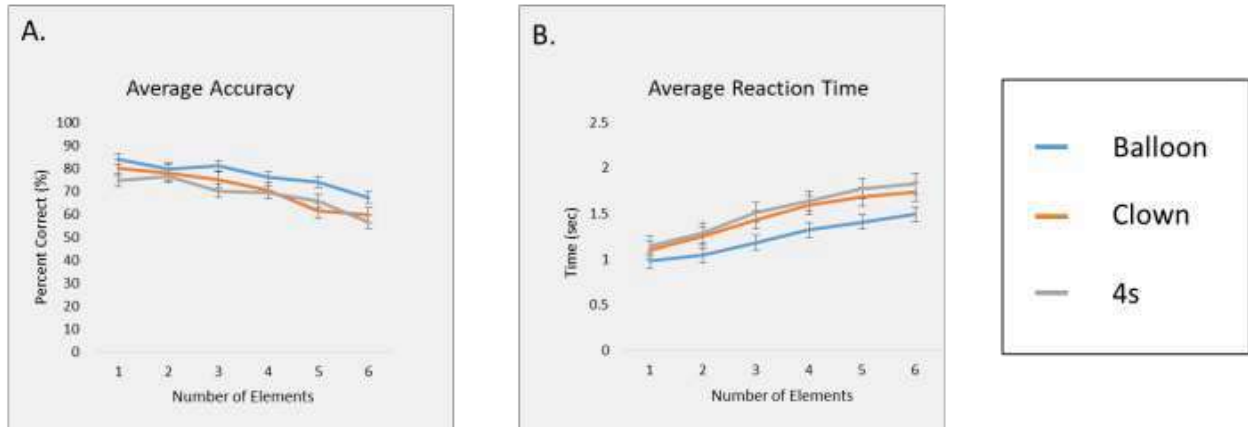 A.
Average Accuracy
Percent Correct (%)
100
90
80
70
60
50
40
30
20
10
0
1 2 3 4 5 6
Number of Elements
B.
Average Reaction Time
Time (sec)
2.5
2
1.5
1
0.5
0
1 2 3 4 5 6
Number of Elements
Balloon
Clown
4s